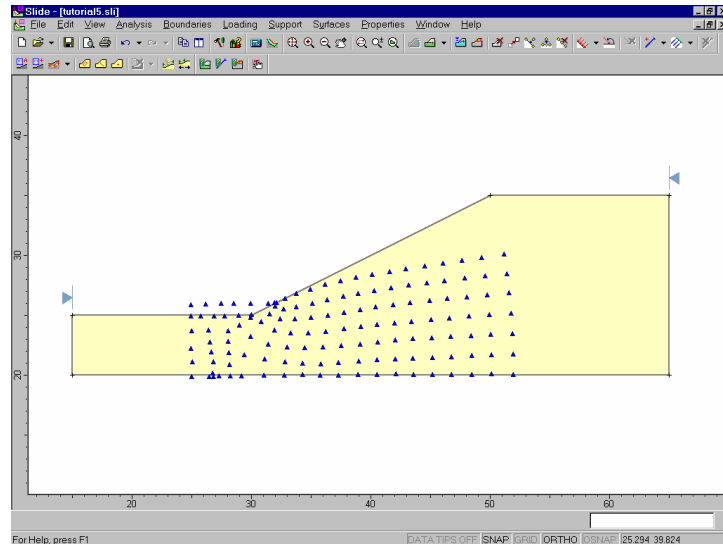 Slide - [tutorial5.sli]
File Edit View Analysis Boundaries Loading Support Surfaces Properties Window Help
40
30
20
20 30 40 50 60
For Help, press F1 DATA TIPS OFF SNAP GRID ORTHO OSNAP 25.294 39.824